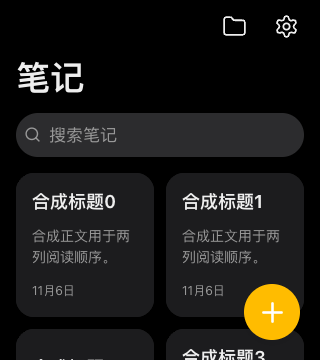 笔记
搜索笔记
合成标题0
合成正文用于两
列阅读顺序。
11月6日
合成标题1
合成正文用于两
列阅读顺序。
11月6日
合成标题3